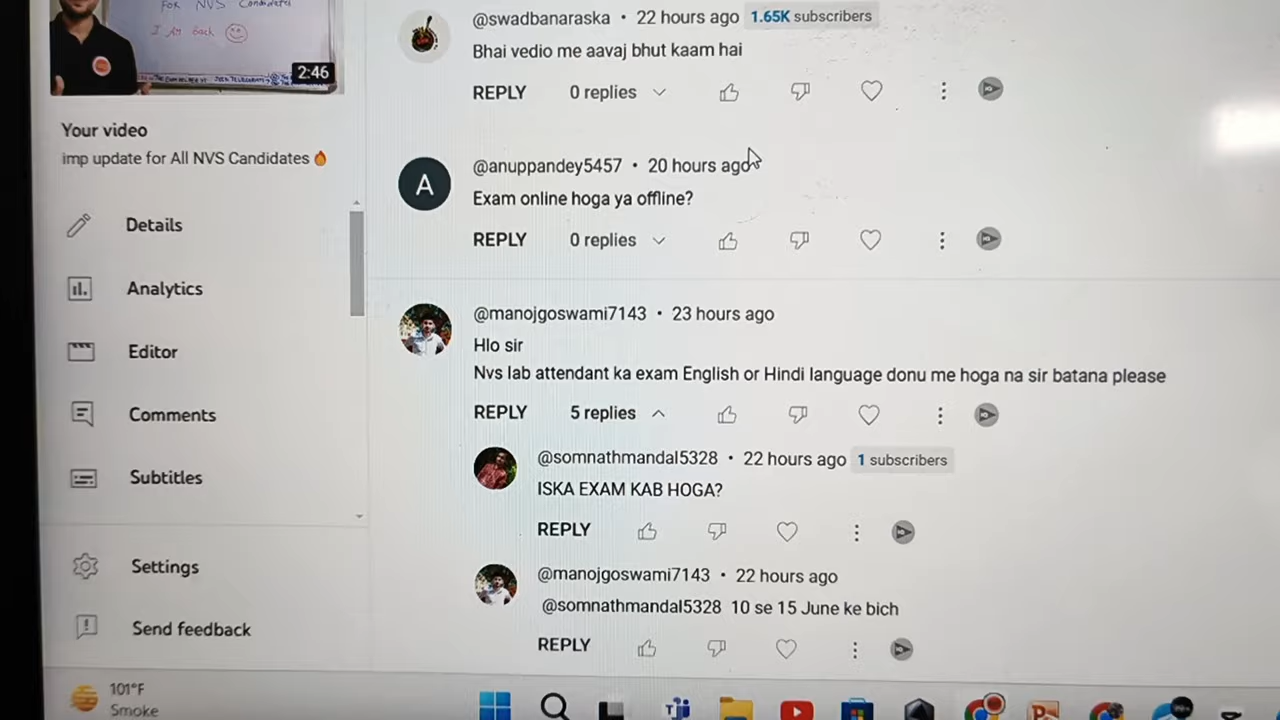 FOR NVS Candidates
I Am Back
2:46
Your video
imp update for All NVS Candidates 🔥
Details
Analytics
Editor
Comments
Subtitles
Settings
Send feedback
@swadbanaraska • 22 hours ago 1.65K subscribers
Bhai vedio me aavaj bhut kaam hai
REPLY 0 replies
A
@anuppandey5457 • 20 hours ago
Exam online hoga ya offline?
REPLY 0 replies
@manojgoswami7143 • 23 hours ago
Hlo sir
Nvs lab attendant ka exam English or Hindi language donu me hoga na sir batana please
REPLY 5 replies
@somnathmandal5328 • 22 hours ago 1 subscribers
ISKA EXAM KAB HOGA?
REPLY
@manojgoswami7143 • 22 hours ago
@somnathmandal5328 10 se 15 June ke bich
REPLY
101°F
Smoke